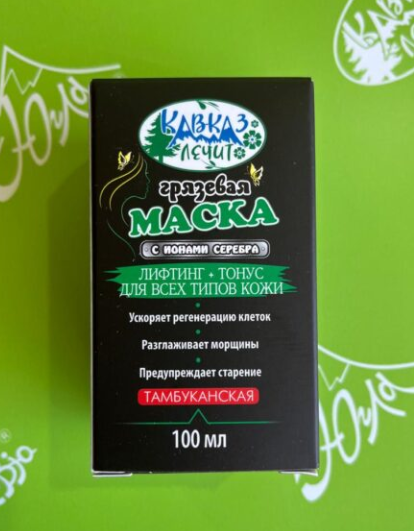 КАВКАЗ
ЛЕЧИТ
грязевая
МАСКА
С ИОНАМИ СЕРЕБРА
ЛИФТИНГ + ТОНУС
ДЛЯ ВСЕХ ТИПОВ КОЖИ
Ускоряет регенерацию клеток
Разглаживает морщины
Предупреждает старение
ТАМБУКАНСКАЯ
100 мл